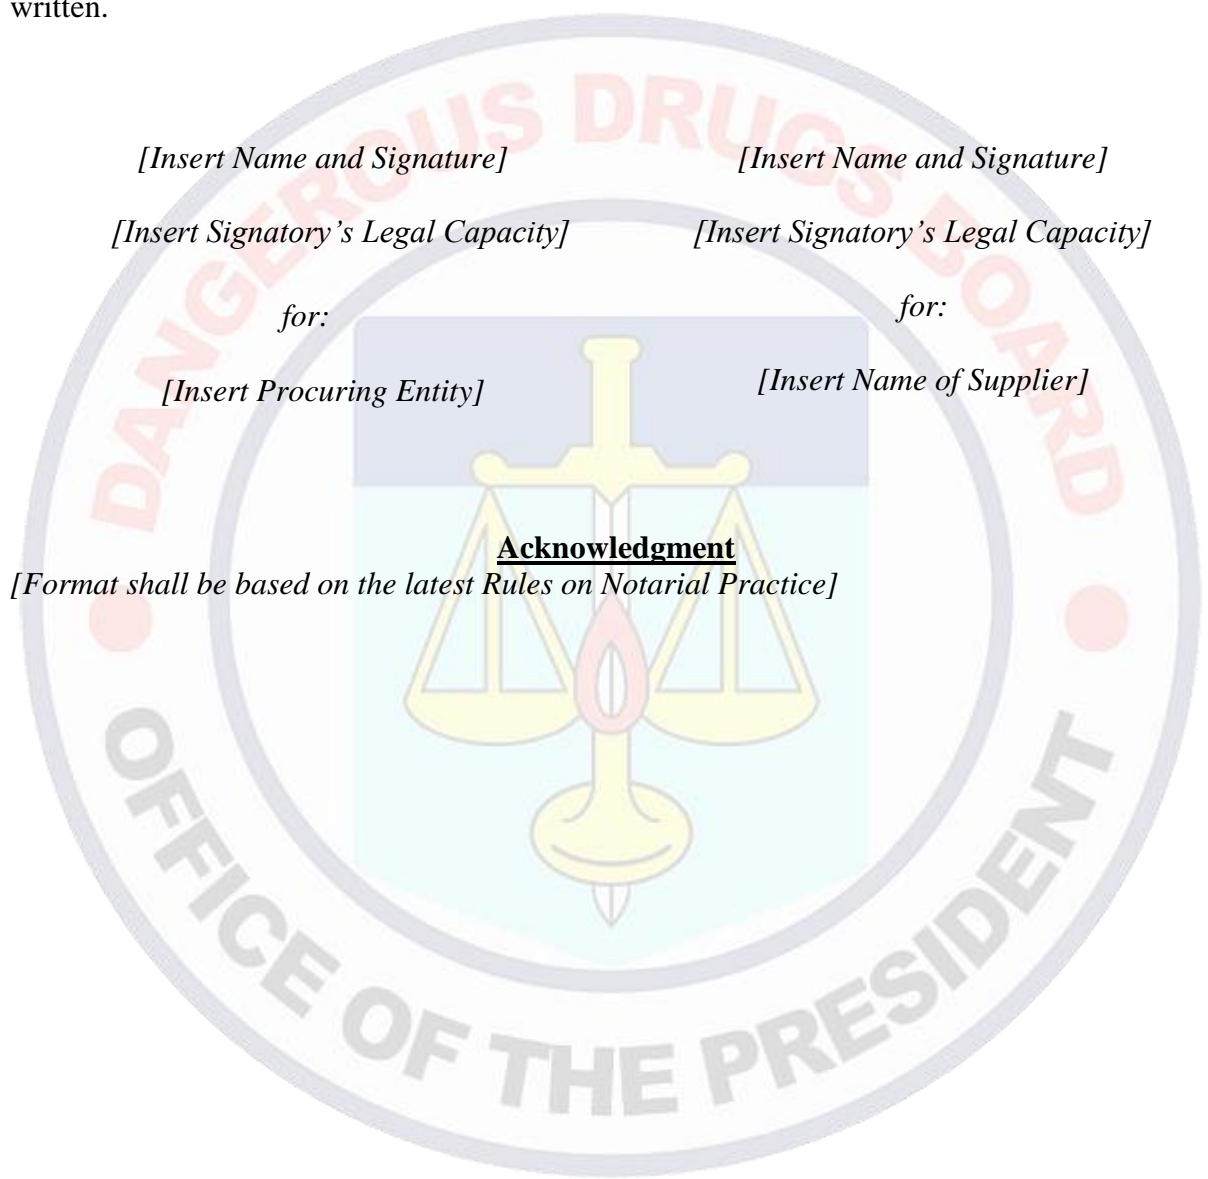 written.
[Insert Name and Signature]
[Insert Signatory’s Legal Capacity]
for:
[Insert Procuring Entity]
[Insert Name and Signature]
[Insert Signatory’s Legal Capacity]
for:
[Insert Name of Supplier]
Acknowledgment
[Format shall be based on the latest Rules on Notarial Practice]
DANGEROUS DRUGS BOARD
OFFICE OF THE PRESIDENT